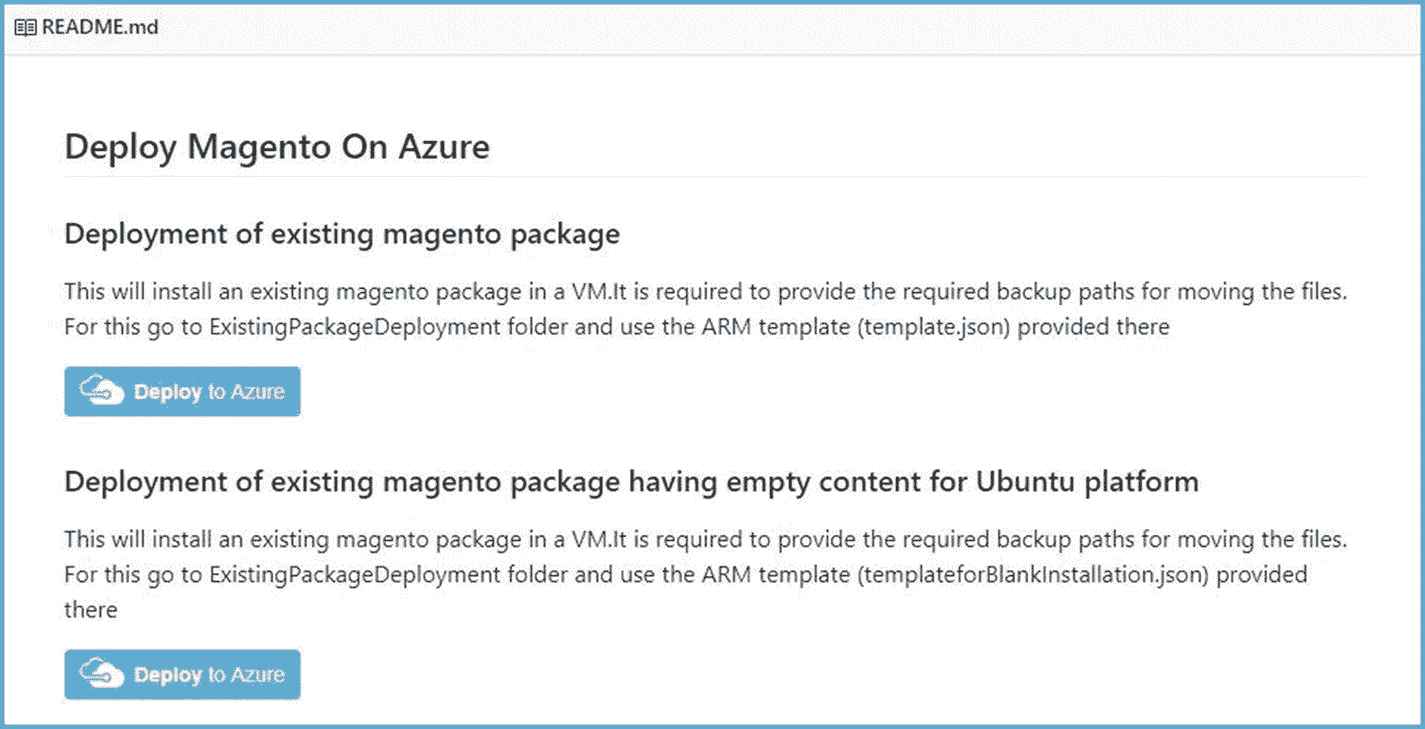 README.md
Deploy Magento On Azure
Deployment of existing magento package
This will install an existing magento package in a VM.It is required to provide the required backup paths for moving the files.
For this go to ExistingPackageDeployment folder and use the ARM template (template.json) provided there
Deploy to Azure
Deployment of existing magento package having empty content for Ubuntu platform
This will install an existing magento package in a VM.It is required to provide the required backup paths for moving the files.
For this go to ExistingPackageDeployment folder and use the ARM template (templateforBlankInstallation.json) provided
there
Deploy to Azure